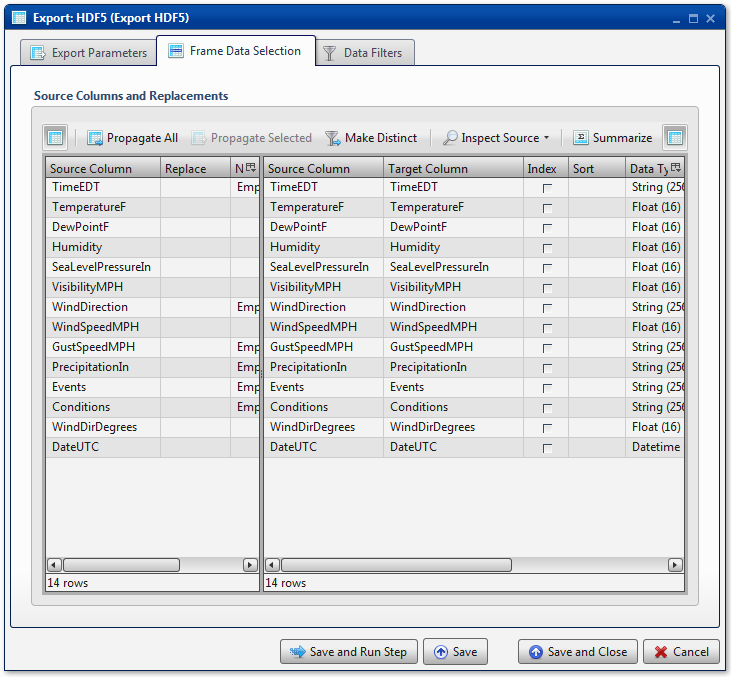 Export: HDF5 (Export HDF5)
Export Parameters Frame Data Selection Data Filters
Source Columns and Replacements
Propagate All Propagate Selected Make Distinct Inspect Source Summarize
Source Column Replace N Source Column Target Column Index Sort Data Ty
TimeEDT Emp TimeEDT TimeEDT String (256
TemperatureF TemperatureF TemperatureF Float (16)
DewPointF DewPointF DewPointF Float (16)
Humidity Humidity Humidity Float (16)
SeaLevelPressureIn SeaLevelPressureIn SeaLevelPressureIn Float (16)
VisibilityMPH VisibilityMPH VisibilityMPH Float (16)
WindDirection Emp WindDirection WindDirection String (256
WindSpeedMPH WindSpeedMPH WindSpeedMPH Float (16)
GustSpeedMPH Emp GustSpeedMPH GustSpeedMPH String (256
PrecipitationIn Emp PrecipitationIn PrecipitationIn String (256
Events Emp Events Events String (256
Conditions Emp Conditions Conditions String (256
WindDirDegrees WindDirDegrees WindDirDegrees Float (16)
DateUTC DateUTC DateUTC Datetime
14 rows 14 rows
Save and Run Step Save Save and Close Cancel